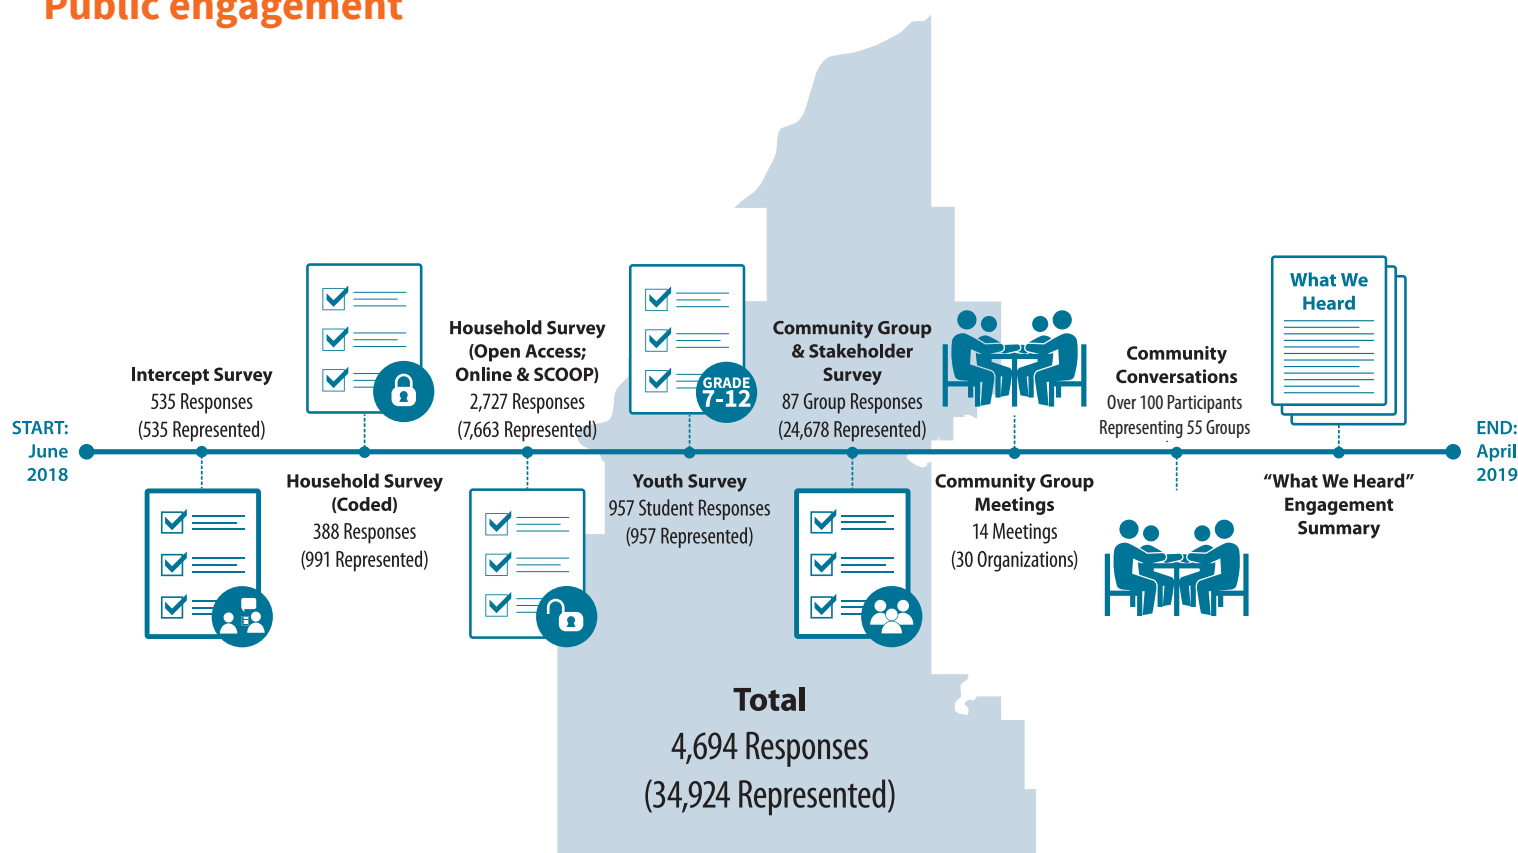 Public engagement
START:
June
2018
Intercept Survey
535 Responses
(535 Represented)
Household Survey
(Coded)
388 Responses
(991 Represented)
Household Survey
(Open Access;
Online & SCOOP)
2,727 Responses
(7,663 Represented)
GRADE
7-12
Youth Survey
957 Student Responses
(957 Represented)
Community Group
& Stakeholder
Survey
87 Group Responses
(24,678 Represented)
Community Group
Meetings
14 Meetings
(30 Organizations)
Community
Conversations
Over 100 Participants
Representing 55 Groups
What We
Heard
“What We Heard”
Engagement
Summary
END:
April
2019
Total
4,694 Responses
(34,924 Represented)